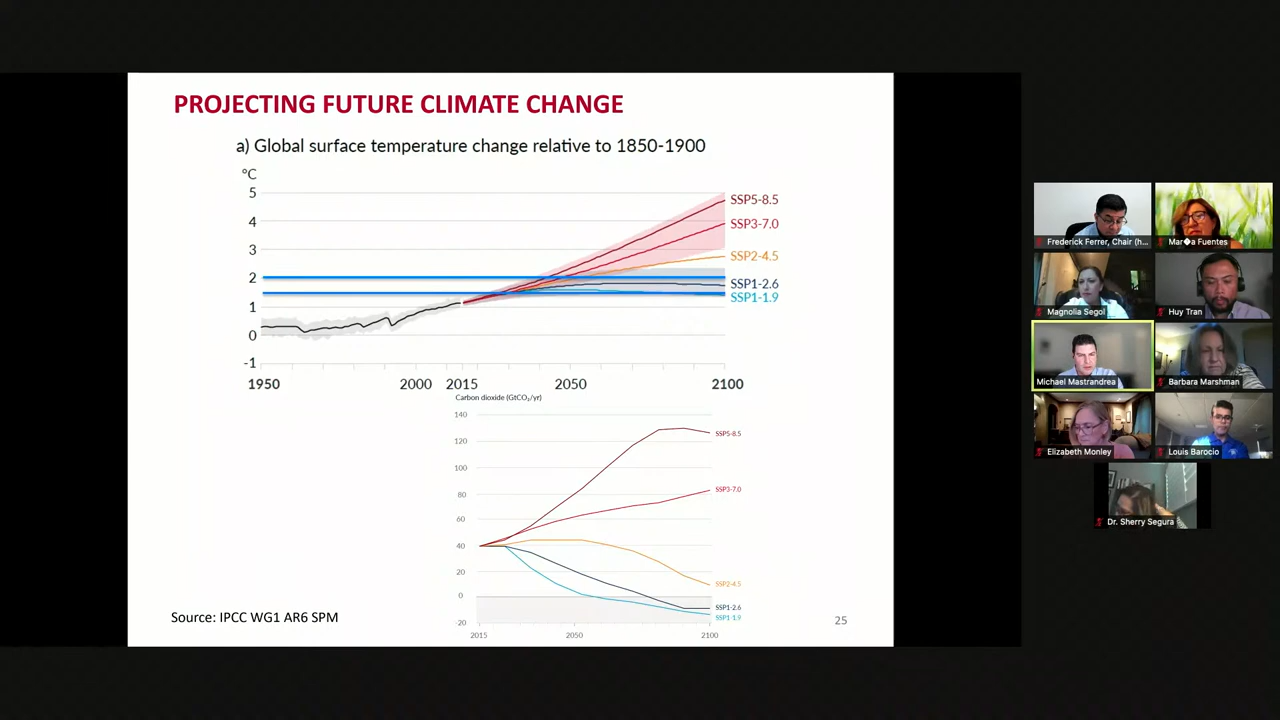 PROJECTING FUTURE CLIMATE CHANGE
a) Global surface temperature change relative to 1850-1900
°C
5
4
3
2
1
0
-1
SSP5-8.5
SSP3-7.0
SSP2-4.5
SSP1-2.6
SSP1-1.9
1950 2000 2015 2050 2100
Carbon dioxide (GtCO₂/yr)
140
120
100
80
60
40
20
0
-20
SSP5-8.5
SSP3-7.0
SSP2-4.5
SSP1-2.6
SSP1-1.9
2015 2050 2100
Source: IPCC WG1 AR6 SPM
25
Frederick Ferrer, Chair (h...
Mar�a Fuentes
Magnolia Segol
Huy Tran
Michael Mastrandrea
Barbara Marshman
Elizabeth Monley
Louis Barocio
Dr. Sherry Segura